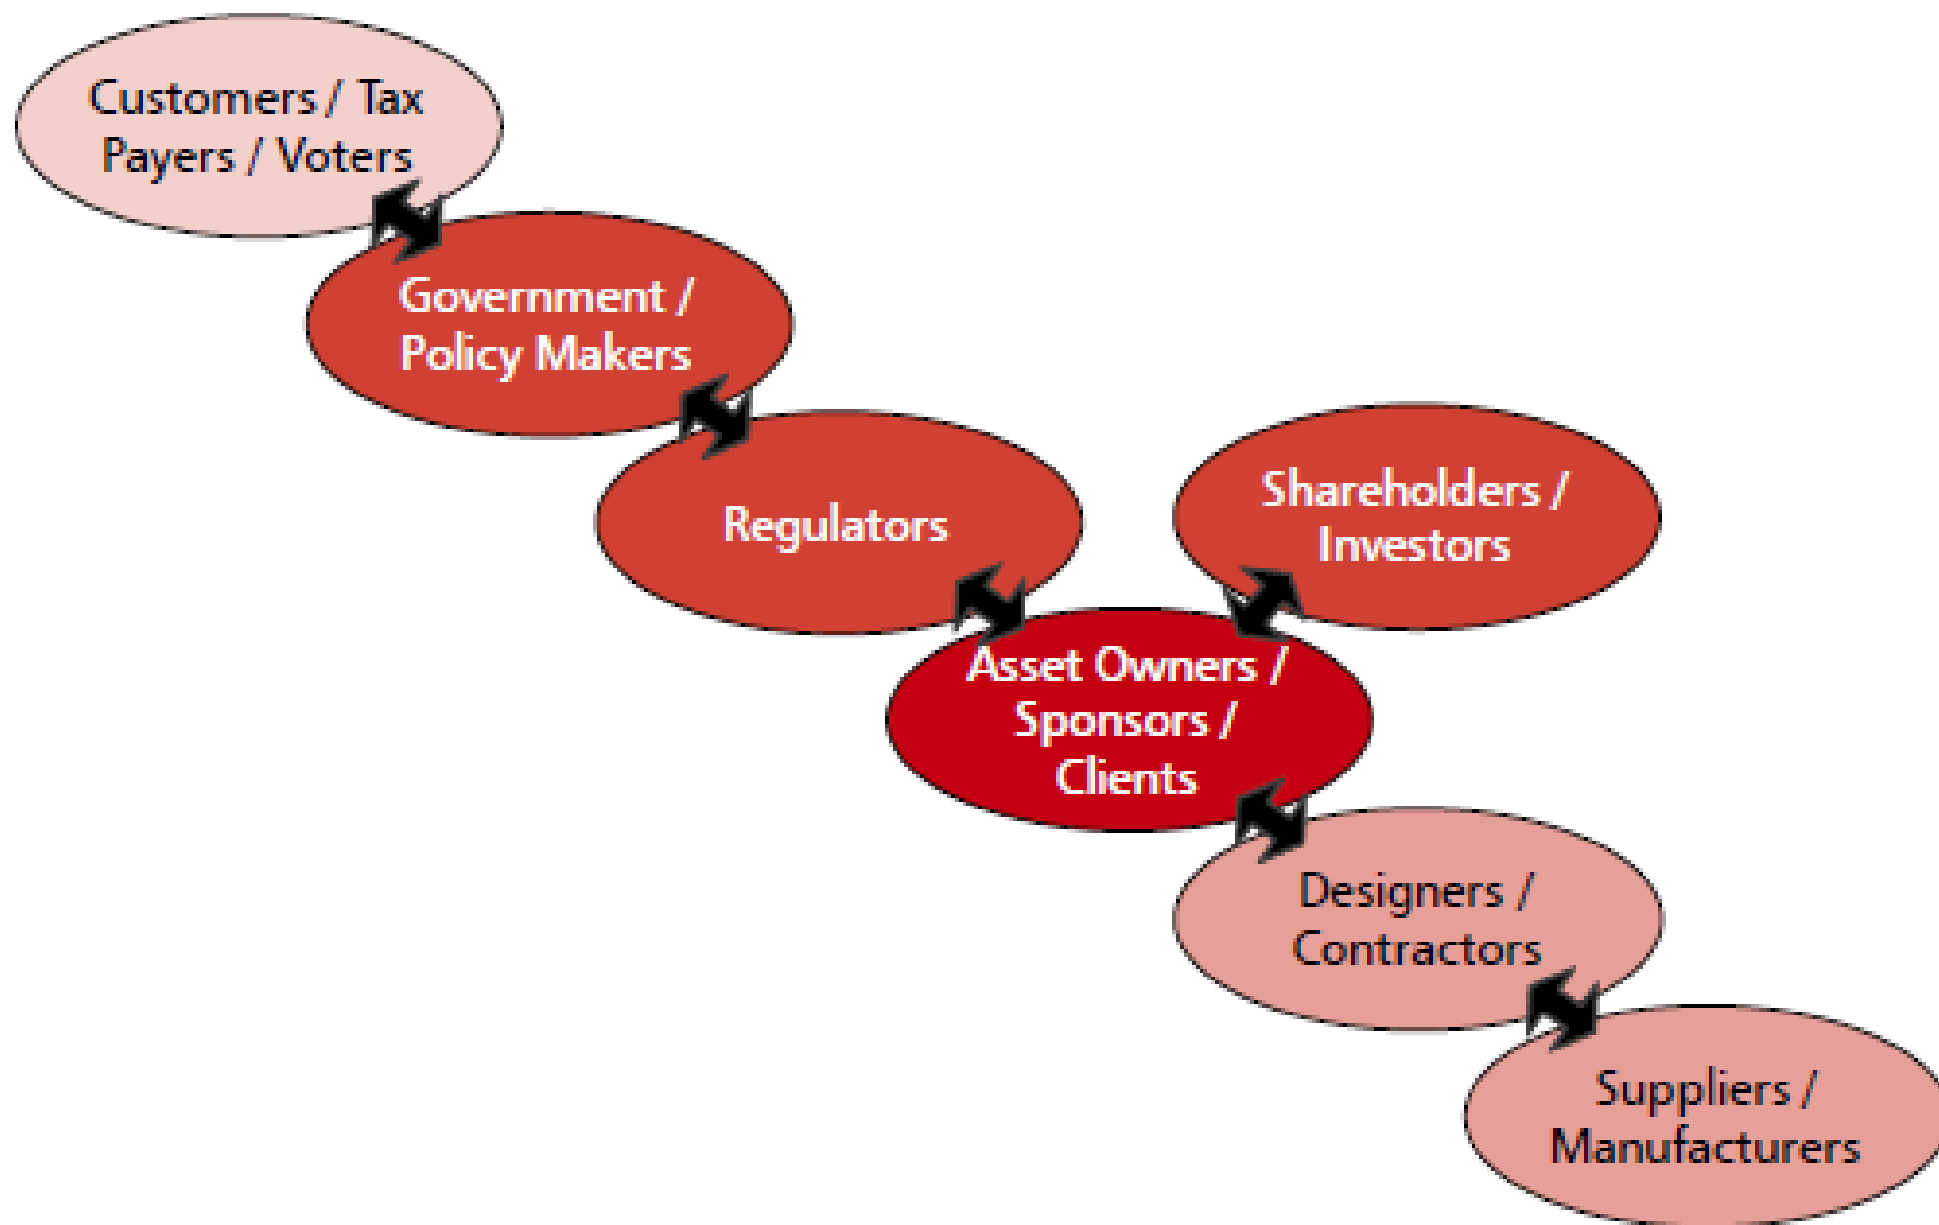 Customers / Tax
Payers / Voters
Government /
Policy Makers
Regulators
Shareholders /
Investors
Asset Owners /
Sponsors /
Clients
Designers /
Contractors
Suppliers /
Manufacturers